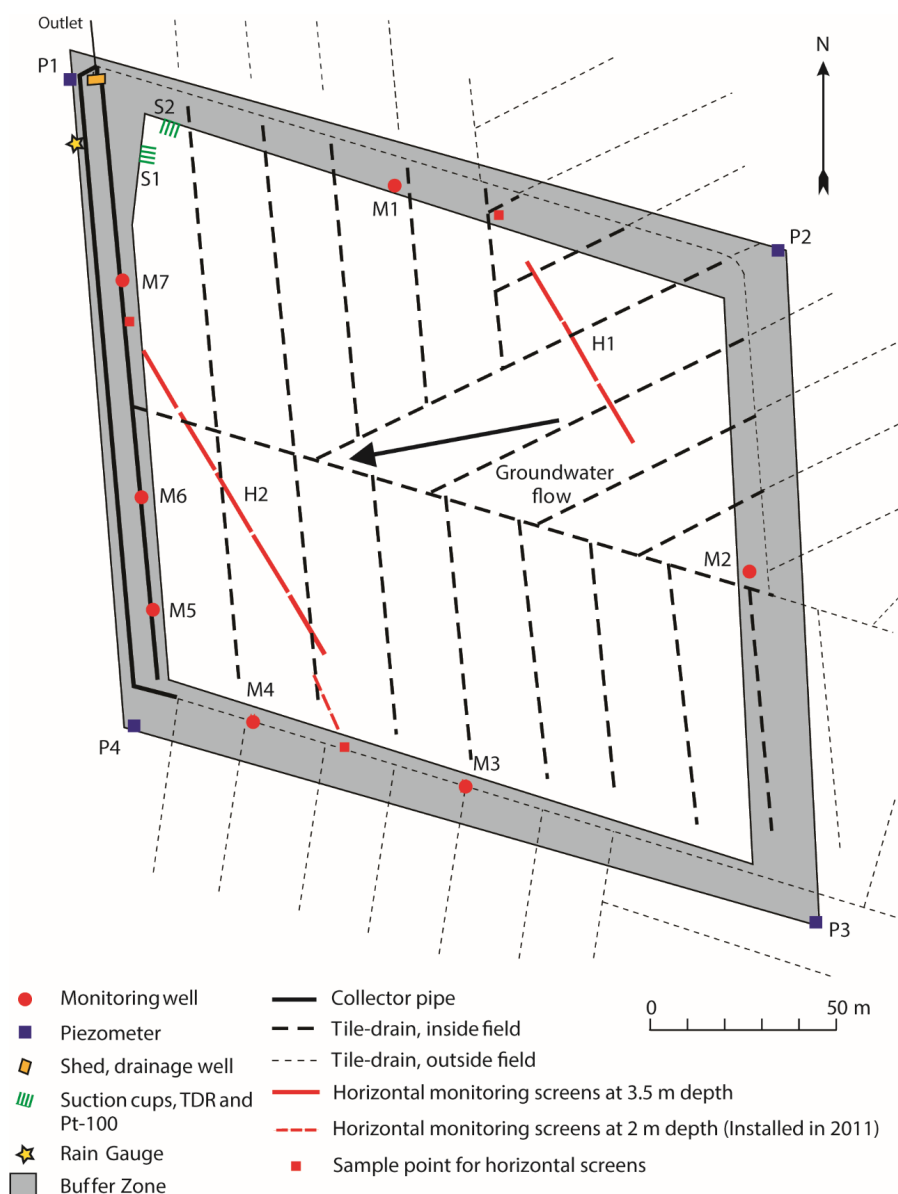 Outlet
P1
N
S2
S1
M1
P2
M7
H1
Groundwater
flow
M6
H2
M2
M5
M4
P4
M3
P3
Monitoring well
Piezometer
Shed, drainage well
Suction cups, TDR and
Pt-100
Rain Gauge
Buffer Zone
Collector pipe
Tile-drain, inside field
Tile-drain, outside field
Horizontal monitoring screens at 3.5 m depth
Horizontal monitoring screens at 2 m depth (Installed in 2011)
Sample point for horizontal screens
0 50 m